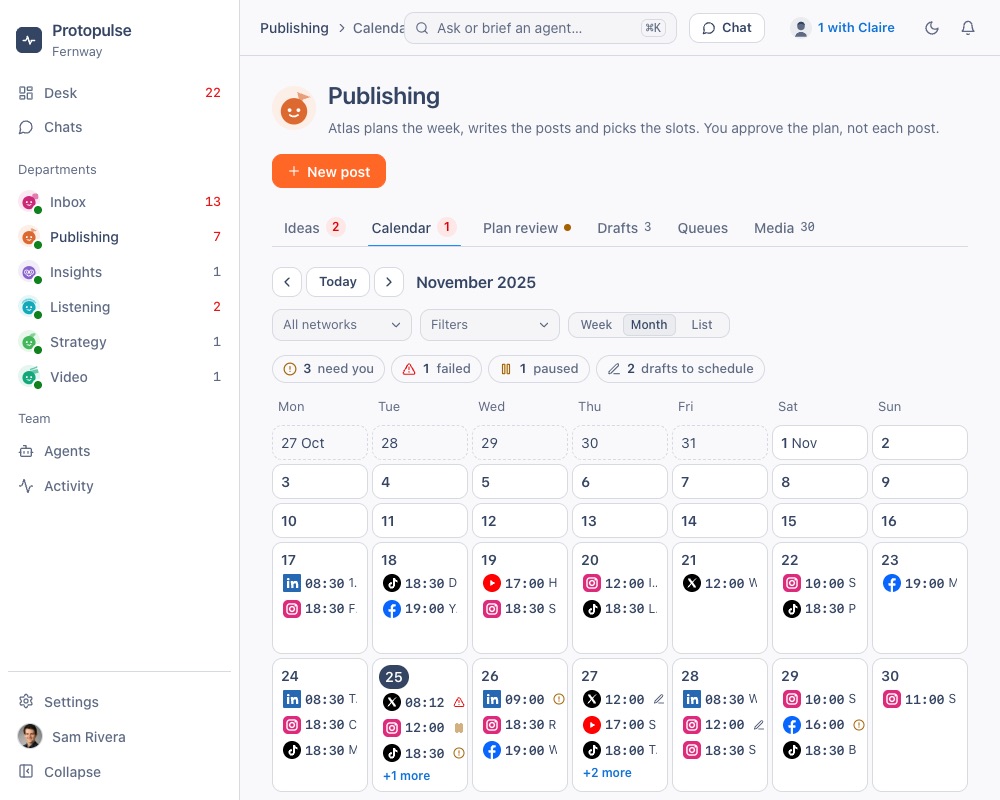 Protopulse
Fernway
Desk 22
Chats
Departments
Inbox 13
Publishing 7
Insights 1
Listening 2
Strategy 1
Video 1
Team
Agents
Activity
Settings
Sam Rivera
Collapse
Publishing > Calenda
Ask or brief an agent… ⌘K
Chat
1 with Claire
Publishing
Atlas plans the week, writes the posts and picks the slots. You approve the plan, not each post.
+ New post
Ideas 2 Calendar 1 Plan review Drafts 3 Queues Media 30
Today November 2025
All networks Filters Week Month List
3 need you 1 failed 1 paused 2 drafts to schedule
Mon Tue Wed Thu Fri Sat Sun
27 Oct 28 29 30 31 1 Nov 2
3 4 5 6 7 8 9
10 11 12 13 14 15 16
17 18 19 20 21 22 23
08:30 1. 18:30 D 17:00 H 12:00 I.. 12:00 W 10:00 S 19:00 M
18:30 F. 19:00 Y. 18:30 S 18:30 L. 18:30 P
24 25 26 27 28 29 30
08:30 T. 08:12 09:00 12:00 08:30 W 10:00 S 11:00 S
18:30 C 12:00 18:30 R 17:00 S 12:00 16:00
18:30 M 18:30 19:00 W 18:00 T. 18:30 S 18:30 B
+1 more +2 more